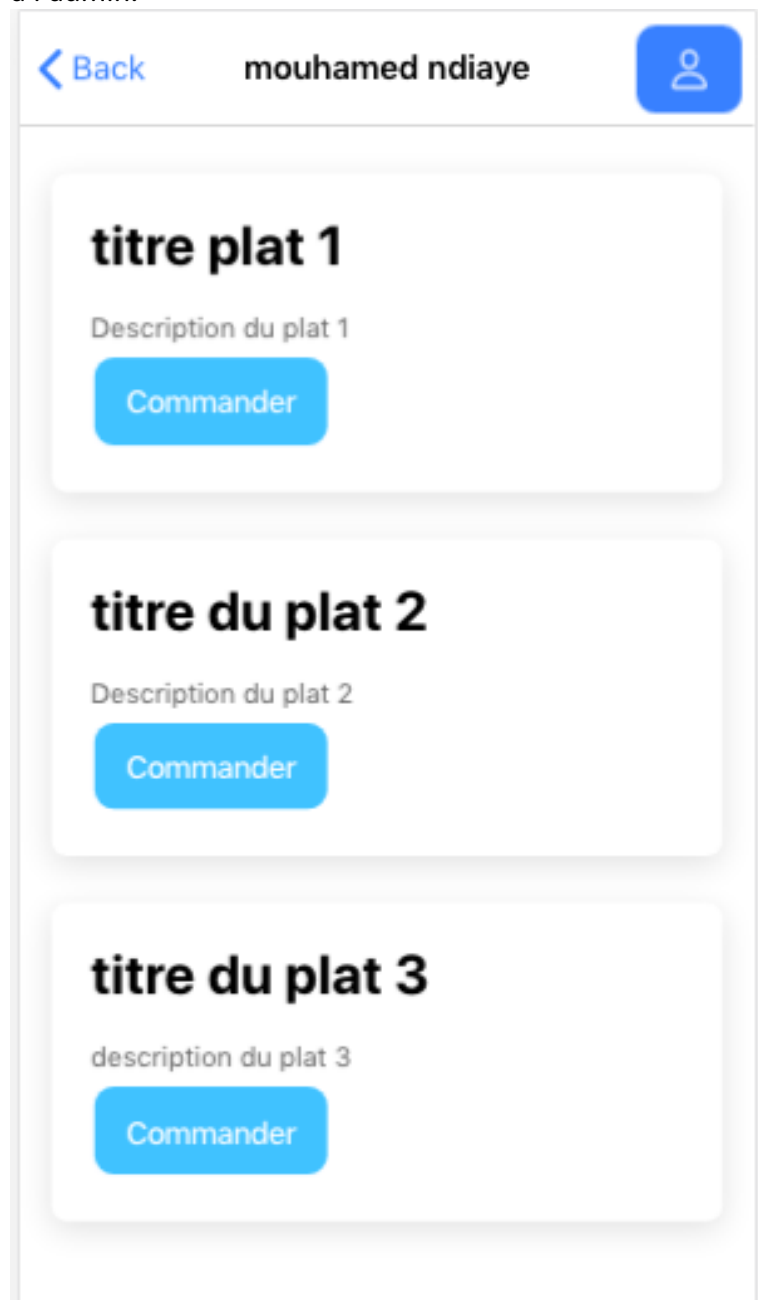 à l'admin.
Back
mouhamed ndiaye
titre plat 1
Description du plat 1
Commander
titre du plat 2
Description du plat 2
Commander
titre du plat 3
description du plat 3
Commander